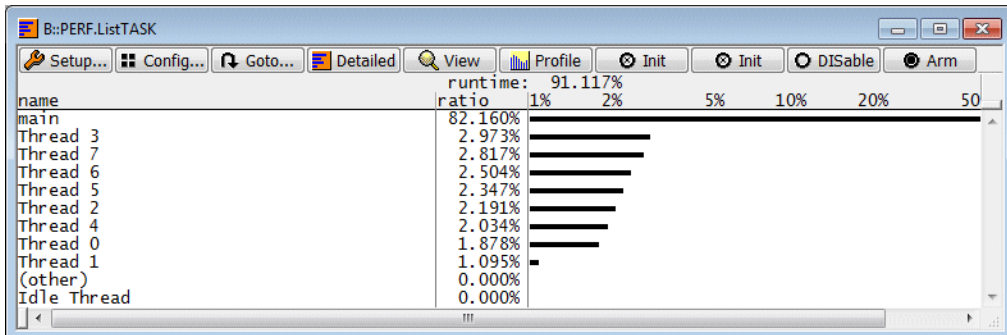 B::PERF.ListTASK
Setup... Config... Goto... Detailed View Profile Init Init DISable Arm
runtime: 91.117%
name ratio 1% 2% 5% 10% 20% 50
main 82.160%
Thread 3 2.973%
Thread 7 2.817%
Thread 6 2.504%
Thread 5 2.347%
Thread 2 2.191%
Thread 4 2.034%
Thread 0 1.878%
Thread 1 1.095%
(other) 0.000%
Idle Thread 0.000%